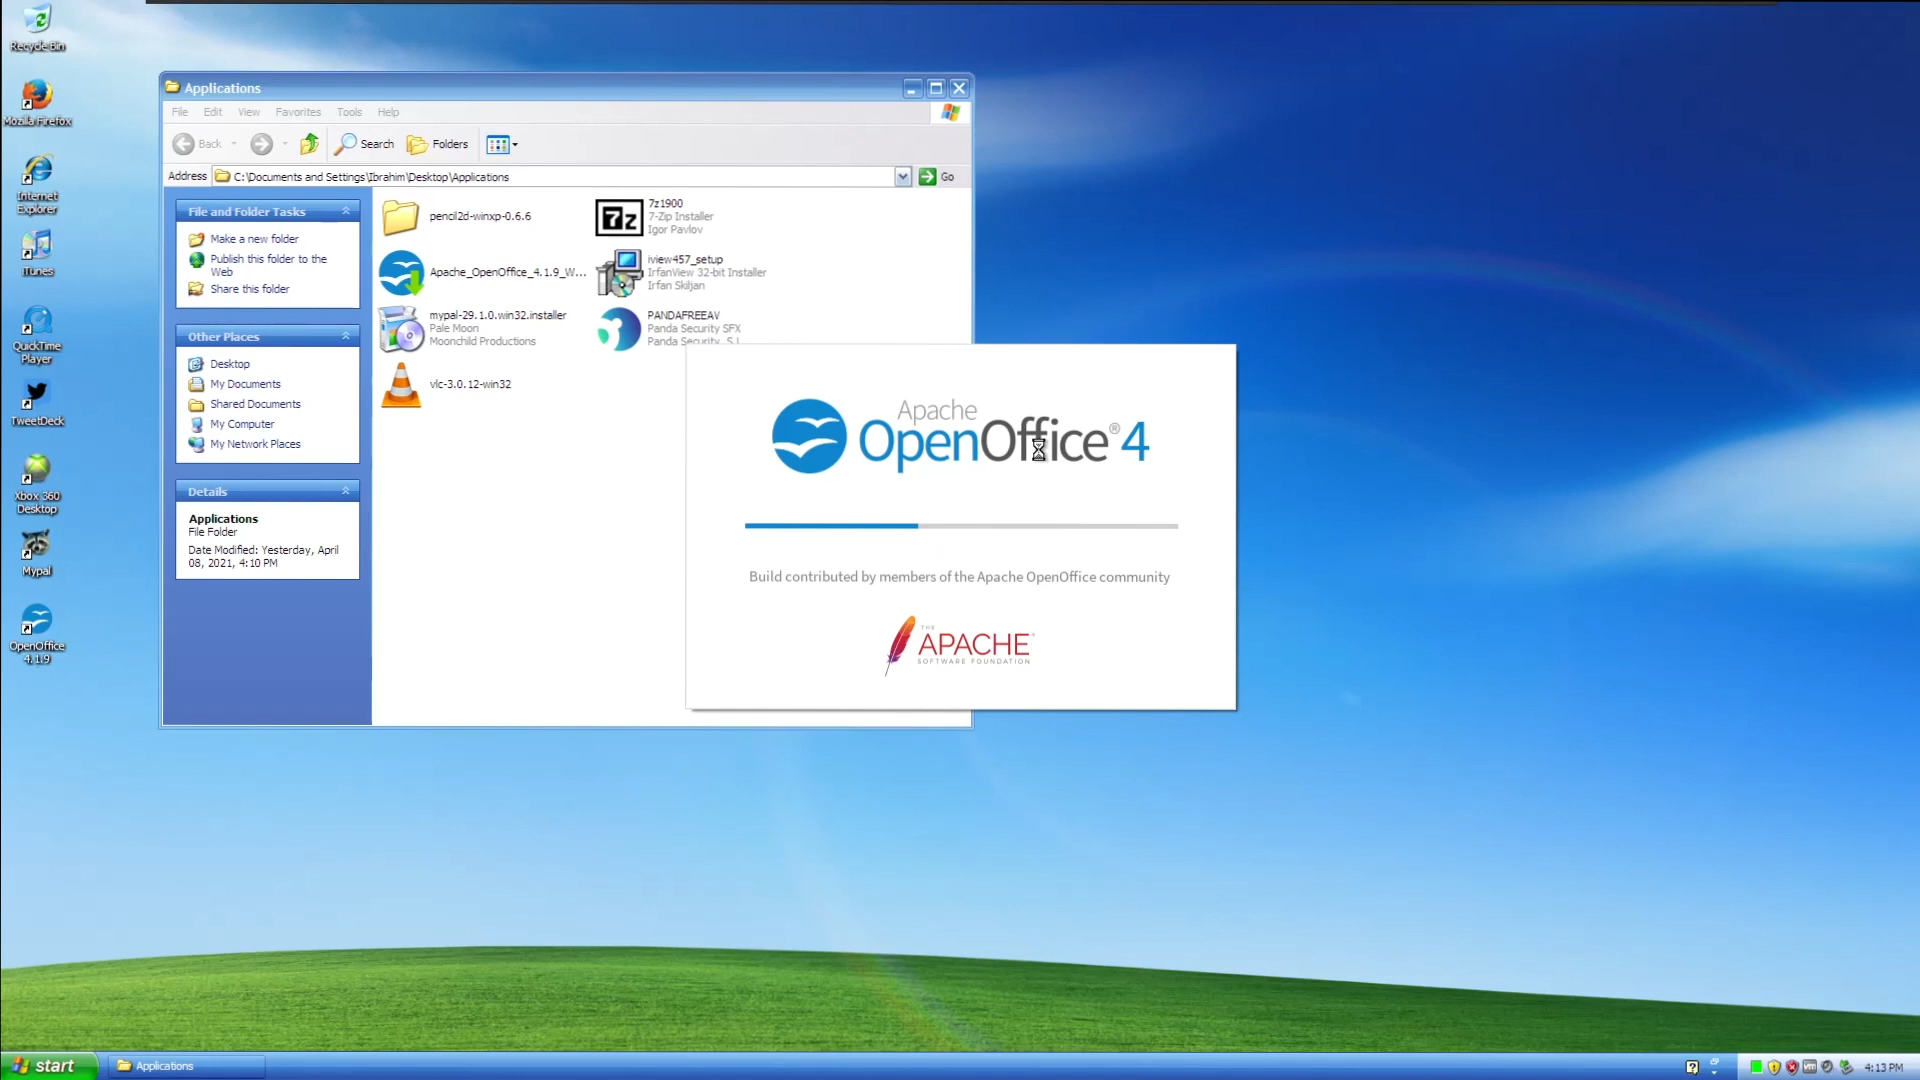 Recycle Bin
Mozilla Firefox
Internet
Explorer
iTunes
QuickTime
Player
TweetDeck
Xbox 360
Desktop
Mypal
OpenOffice
4.1.9
Applications
File Edit View Favorites Tools Help
Back Search Folders
Address C:\Documents and Settings\Ibrahim\Desktop\Applications Go
File and Folder Tasks
Make a new folder
Publish this folder to the
Web
Share this folder
Other Places
Desktop
My Documents
Shared Documents
My Computer
My Network Places
Details
Applications
File Folder
Date Modified: Yesterday, April
08, 2021, 4:10 PM
pencil2d-winxp-0.6.6
7z
7z1900
7-Zip Installer
Igor Pavlov
Apache_OpenOffice_4.1.9_W...
iview457_setup
IrfanView 32-bit Installer
Irfan Skiljan
mypal-29.1.0.win32.installer
Pale Moon
Moonchild Productions
PANDAFREEAV
Panda Security SFX
Panda Security, S.L
vlc-3.0.12-win32
Apache
OpenOffice® 4
Build contributed by members of the Apache OpenOffice community
THE
APACHE
SOFTWARE FOUNDATION
start
Applications
4:13 PM